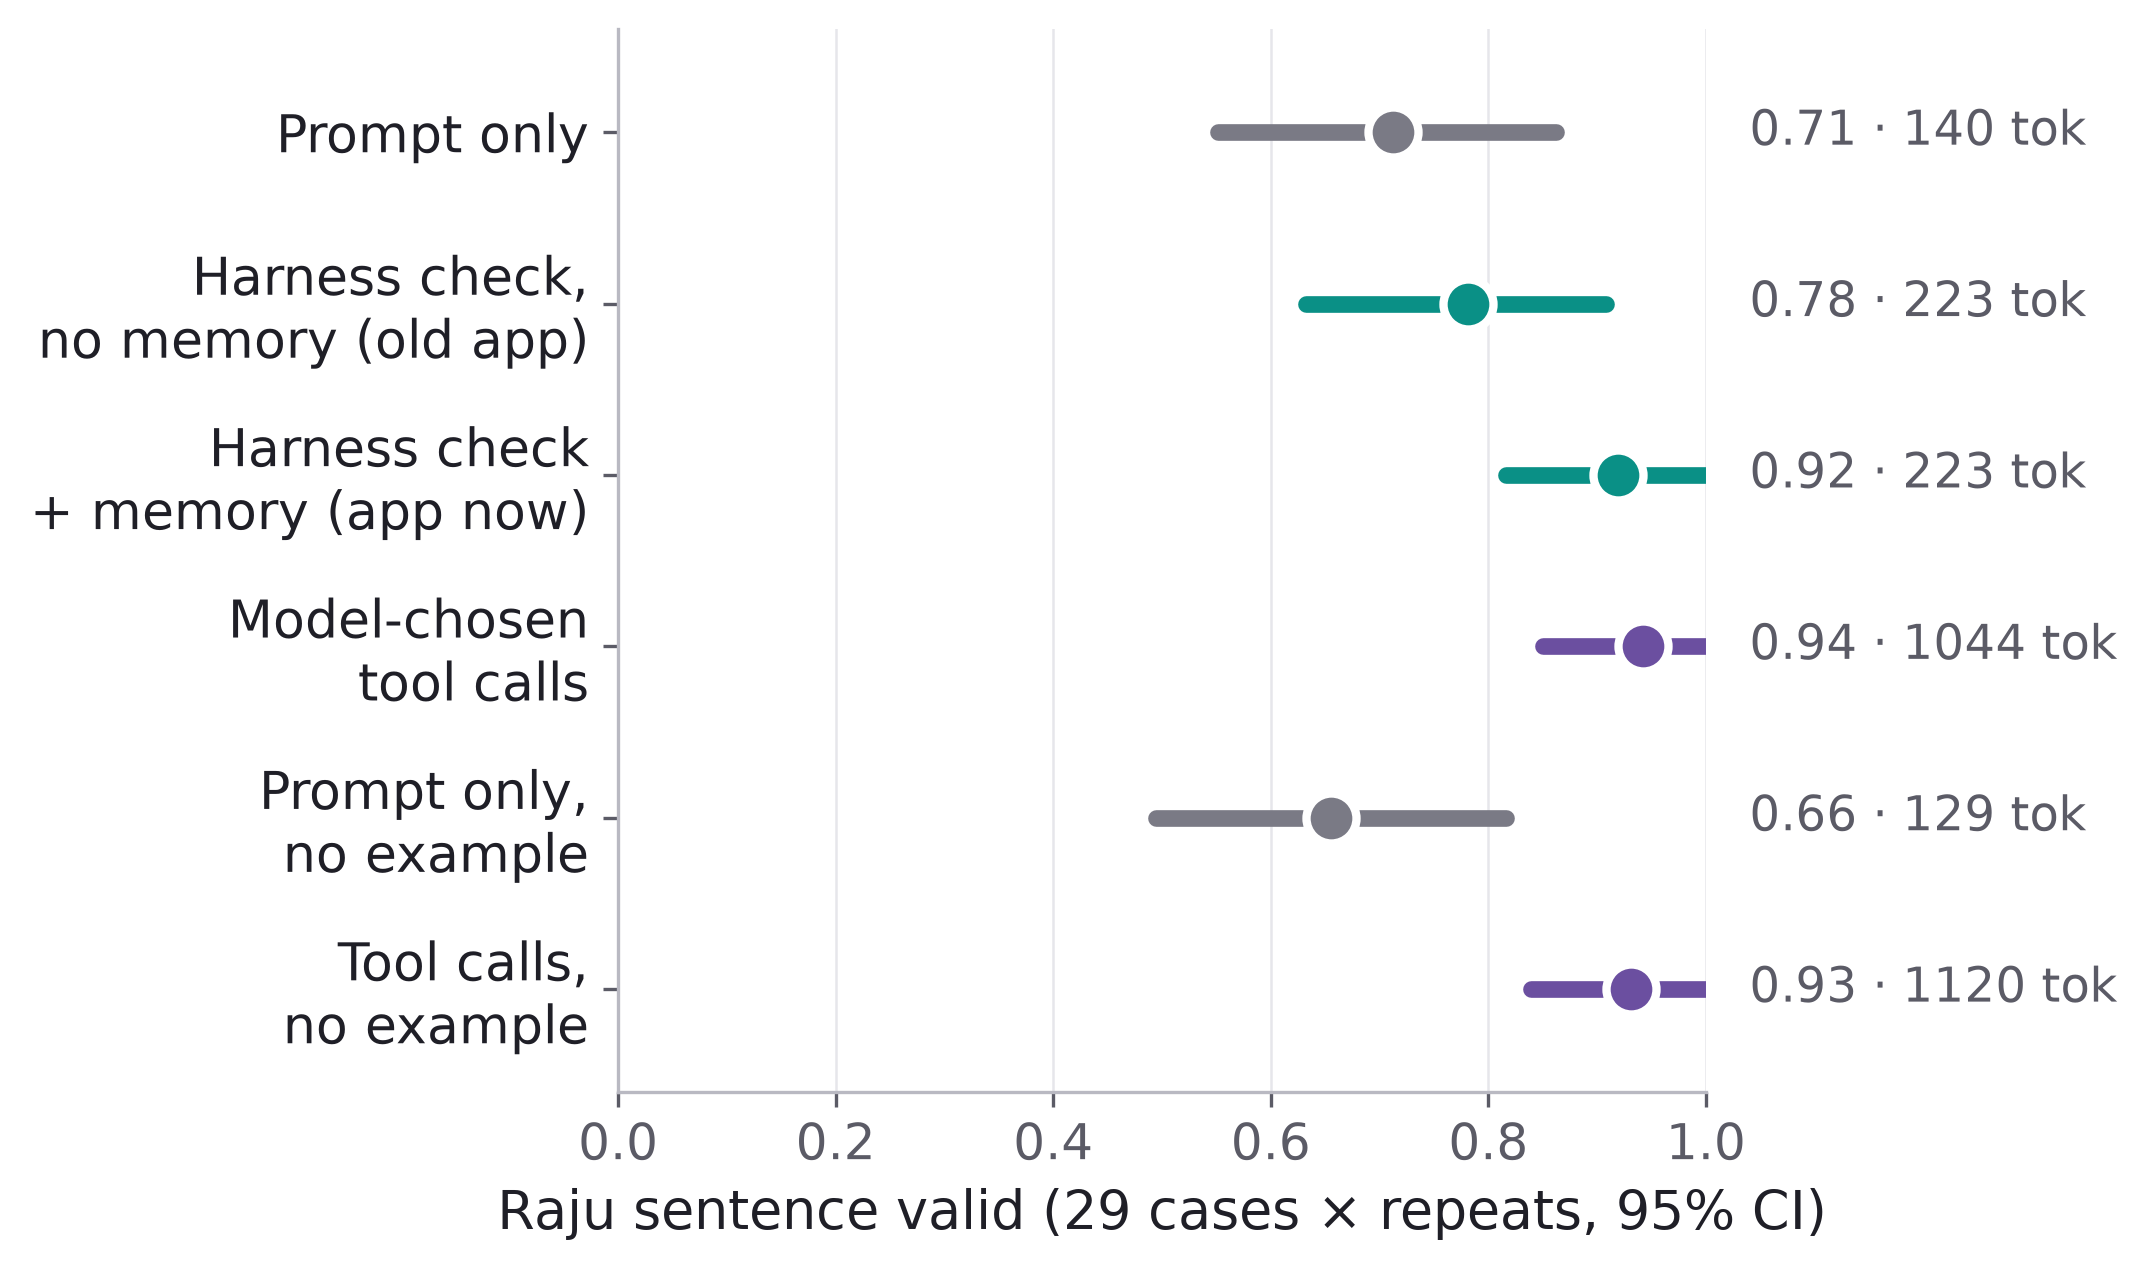 Prompt only
0.71 · 140 tok
Harness check,
no memory (old app)
0.78 · 223 tok
Harness check
+ memory (app now)
0.92 · 223 tok
Model-chosen
tool calls
0.94 · 1044 tok
Prompt only,
no example
0.66 · 129 tok
Tool calls,
no example
0.93 · 1120 tok
0.0 0.2 0.4 0.6 0.8 1.0
Raju sentence valid (29 cases × repeats, 95% CI)